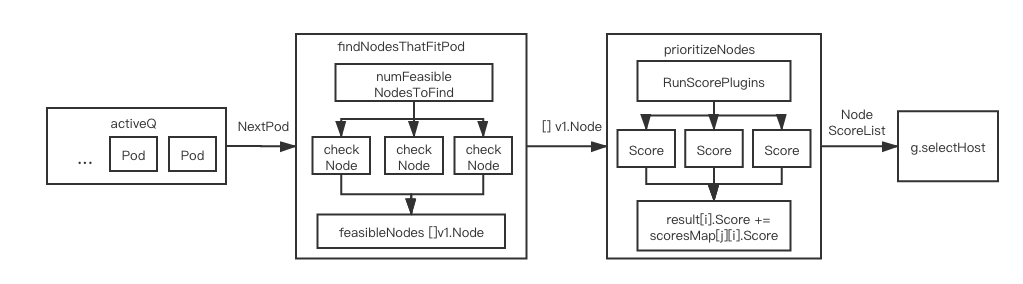 activeQ
...
Pod
Pod
NextPod
findNodesThatFitPod
numFeasible
NodesToFind
check
Node
check
Node
check
Node
feasibleNodes []v1.Node
[] v1.Node
prioritizeNodes
RunScorePlugins
Score
Score
Score
result[i].Score +=
scoresMap[j][i].Score
Node
ScoreList
g.selectHost